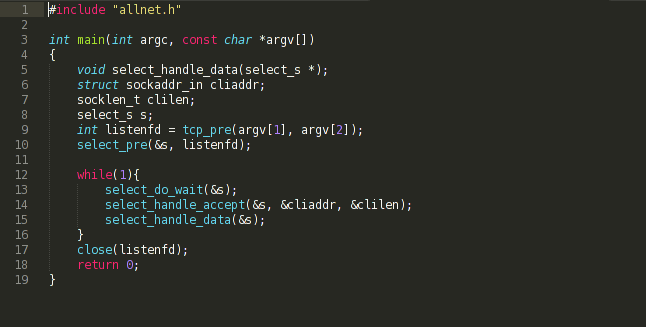 1 #include "allnet.h"
2
3 int main(int argc, const char *argv[])
4 {
5 void select_handle_data(select_s *);
6 struct sockaddr_in cliaddr;
7 socklen_t clilen;
8 select_s s;
9 int listenfd = tcp_pre(argv[1], argv[2]);
10 select_pre(&s, listenfd);
11
12 while(1){
13 select_do_wait(&s);
14 select_handle_accept(&s, &cliaddr, &clilen);
15 select_handle_data(&s);
16 }
17 close(listenfd);
18 return 0;
19 }